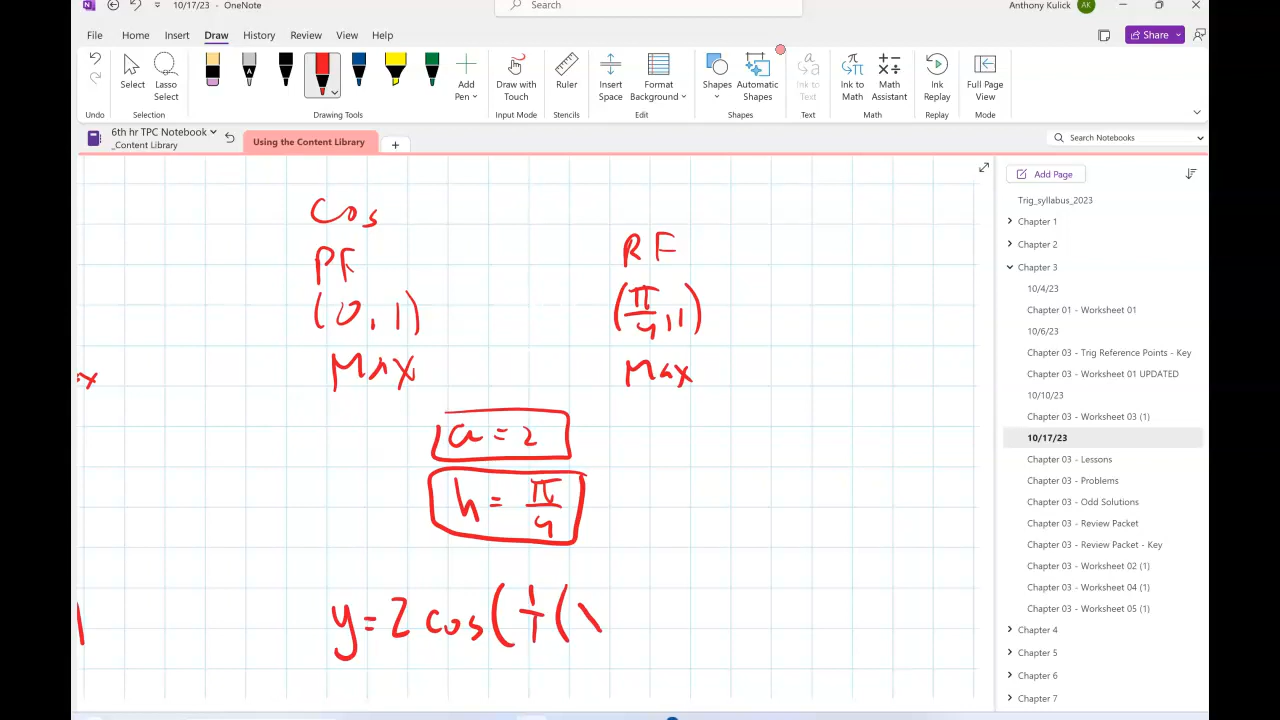 10/17/23 - OneNote
Search
Anthony Kulick
AK
File Home Insert Draw History Review View Help
Share
Undo
Select
Lasso Select
Add Pen
Draw with Touch
Ruler
Insert Space
Format Background
Shapes
Automatic Shapes
Ink to Text
Ink to Math
Math Assistant
Ink Replay
Full Page View
Undo Selection Drawing Tools Input Mode Stencils Edit Shapes Text Math Replay Mode
6th hr TPC Notebook
_Content Library
Using the Content Library
Search Notebooks
Cos
PF
(0, 1)
Max
RF
(π/4, 1)
Max
a = 2
h = π/4
y = 2 cos(1/1(
Add Page
Trig_syllabus_2023
Chapter 1
Chapter 2
Chapter 3
10/4/23
Chapter 01 - Worksheet 01
10/6/23
Chapter 03 - Trig Reference Points - Key
Chapter 03 - Worksheet 01 UPDATED
10/10/23
Chapter 03 - Worksheet 03 (1)
10/17/23
Chapter 03 - Lessons
Chapter 03 - Problems
Chapter 03 - Odd Solutions
Chapter 03 - Review Packet
Chapter 03 - Review Packet - Key
Chapter 03 - Worksheet 02 (1)
Chapter 03 - Worksheet 04 (1)
Chapter 03 - Worksheet 05 (1)
Chapter 4
Chapter 5
Chapter 6
Chapter 7